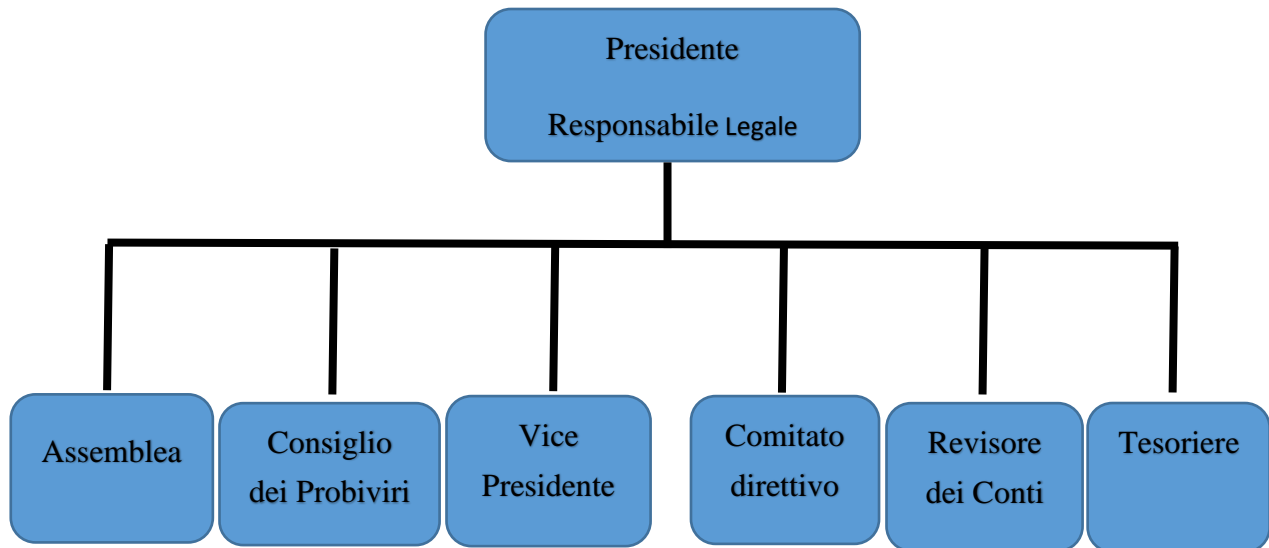 Presidente
Responsabile Legale
Assemblea
Consiglio
dei Probiviri
Vice
Presidente
Comitato
direttivo
Revisore
dei Conti
Tesoriere